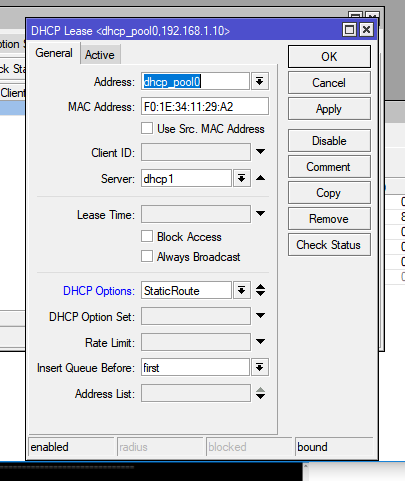 DHCP Lease <dhcp_pool0,192.168.1.10>
General Active
Address: dhcp_pool0
MAC Address: F0:1E:34:11:29:A2
Use Src. MAC Address
Client ID:
Server: dhcp1
Lease Time:
Block Access
Always Broadcast
DHCP Options: StaticRoute
DHCP Option Set:
Rate Limit:
Insert Queue Before: first
Address List:
OK
Cancel
Apply
Disable
Comment
Copy
Remove
Check Status
enabled radius blocked bound
Client